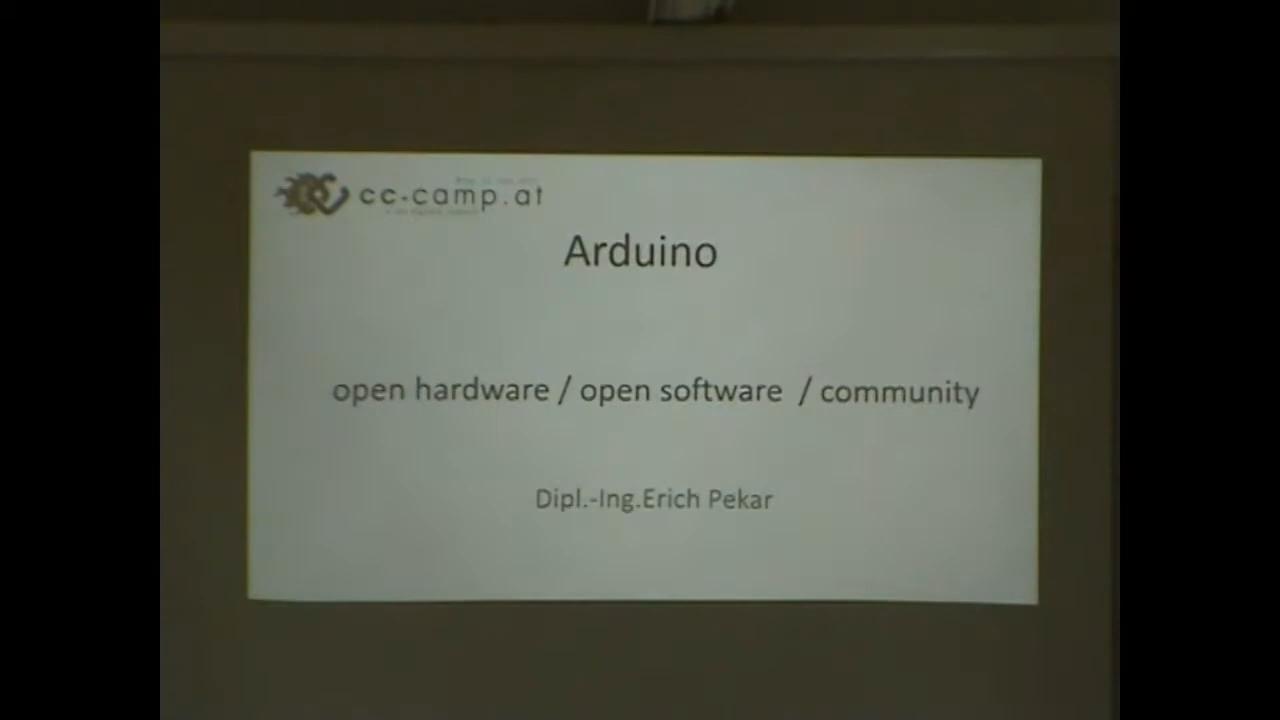 cc-camp.at
Arduino
open hardware / open software / community
Dipl.-Ing.Erich Pekar